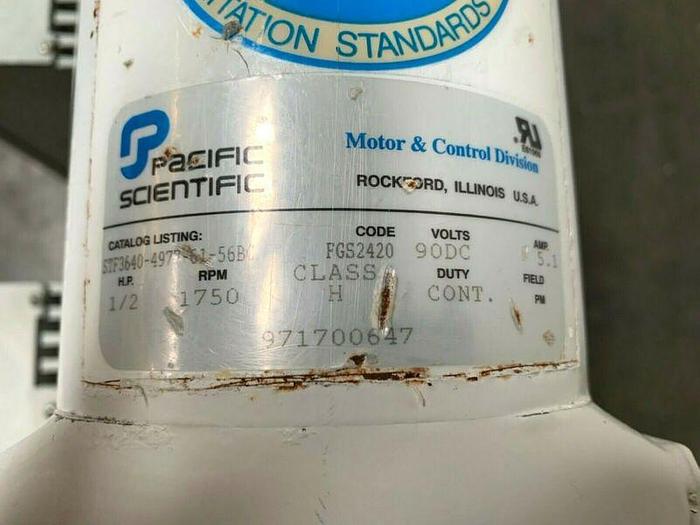 ITATION STANDARDS
PACIFIC
SCIENTIFIC
Motor & Control Division
ROCKFORD, ILLINOIS U.S.A.
CATALOG LISTING: CODE VOLTS AMP.
FGS2420 90DC 5.1
H.P. RPM CLASS DUTY FIELD
1/2 1750 H CONT. PM
971700647